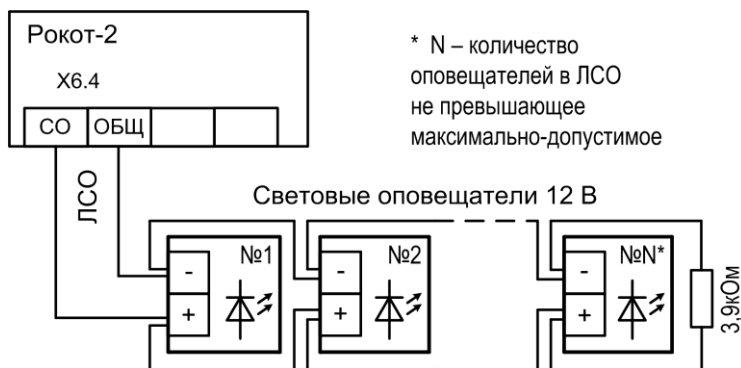 Рокот-2
Х6.4
СО ОБЩ
ЛСО
* N – количество
оповещателей в ЛСО
не превышающее
максимально-допустимое
Световые оповещатели 12 В
№1 №2 №N*
- - -
+ + +
3,9кОм